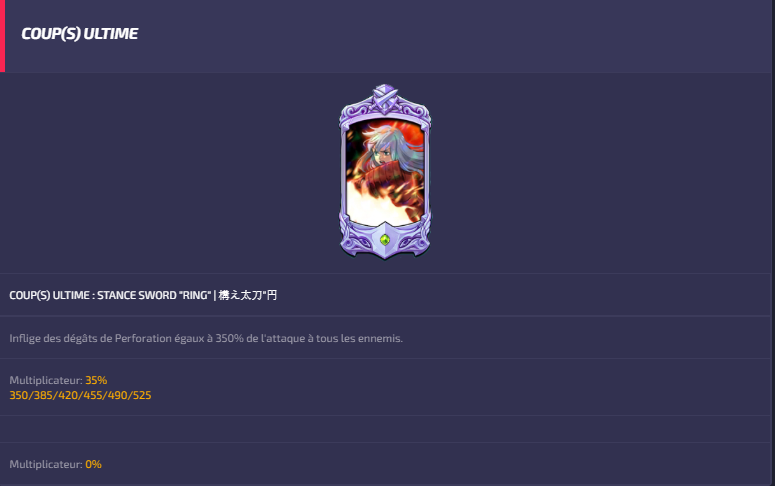 COUP(S) ULTIME
COUP(S) ULTIME : STANCE SWORD "RING" | 構え太刀"円
Inflige des dégâts de Perforation égaux à 350% de l'attaque à tous les ennemis.
Multiplicateur: 35%
350/385/420/455/490/525
Multiplicateur: 0%